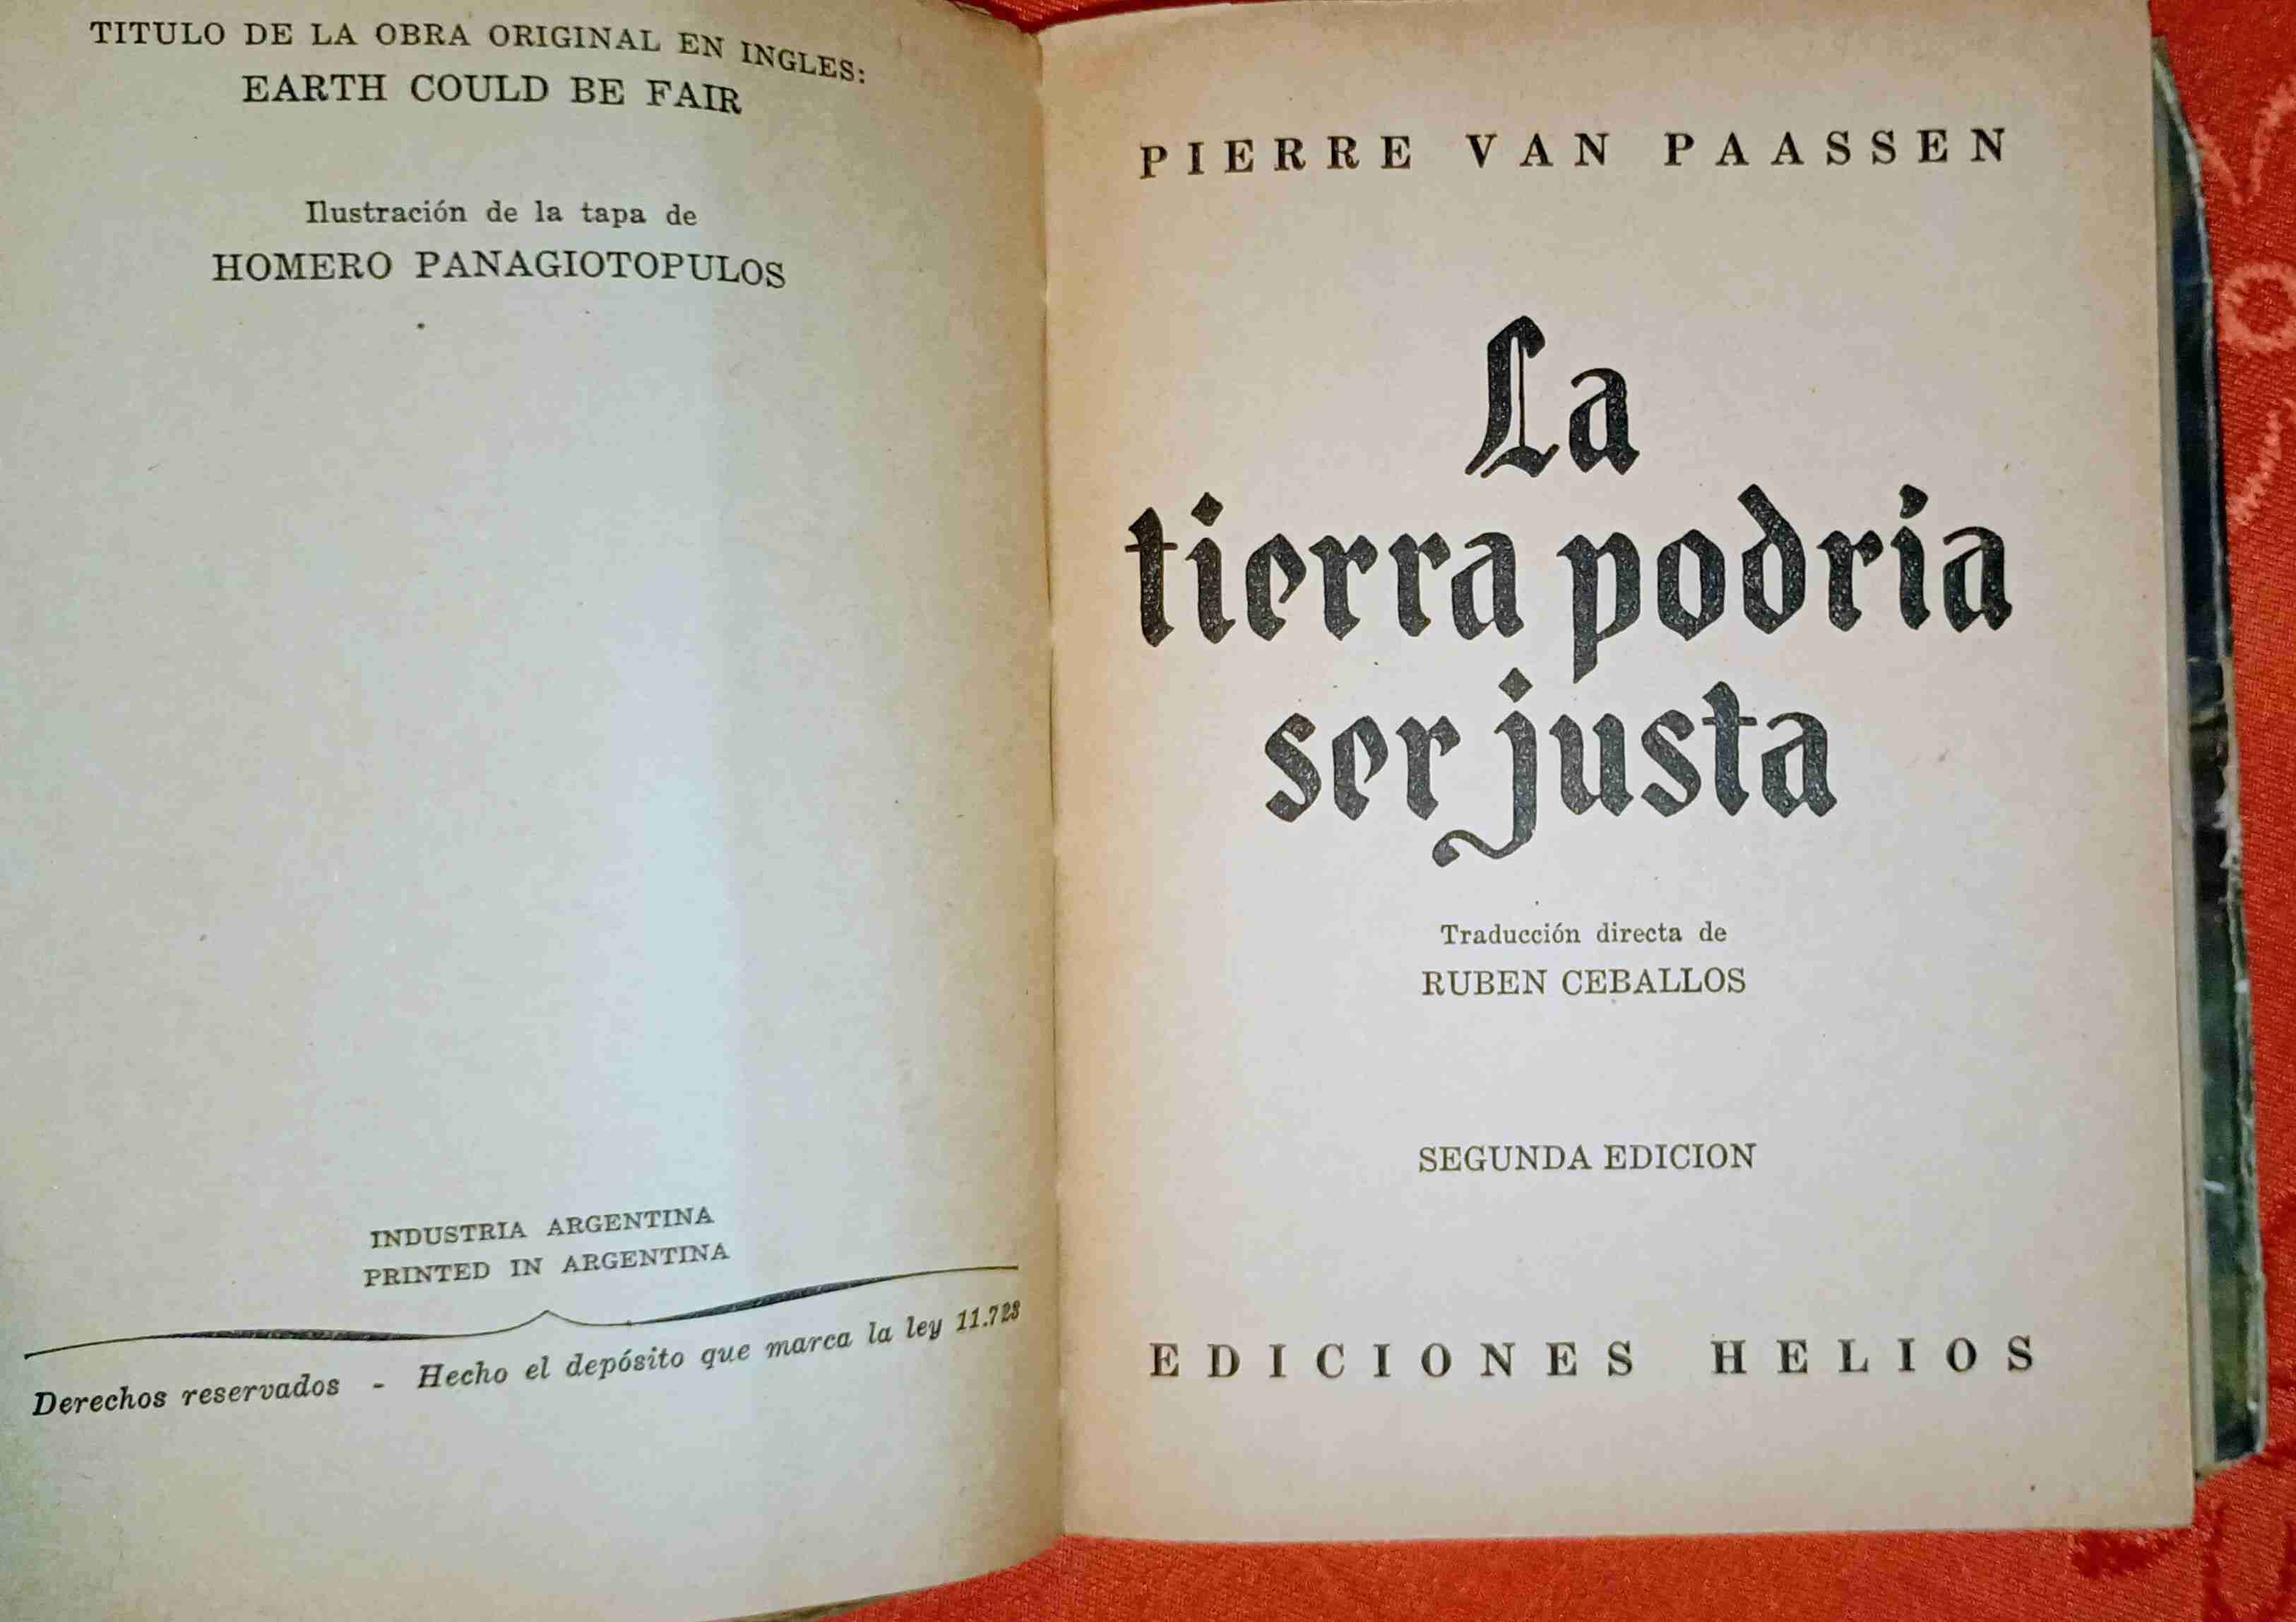 TITULO DE LA OBRA ORIGINAL EN INGLES:
EARTH COULD BE FAIR
Ilustración de la tapa de
HOMERO PANAGIOTOPULOS
INDUSTRIA ARGENTINA
PRINTED IN ARGENTINA
Derechos reservados - Hecho el depósito que marca la ley 11.723
PIERRE VAN PAASSEN
La
tierra podría
ser justa
Traducción directa de
RUBEN CEBALLOS
SEGUNDA EDICION
EDICIONES HELIOS